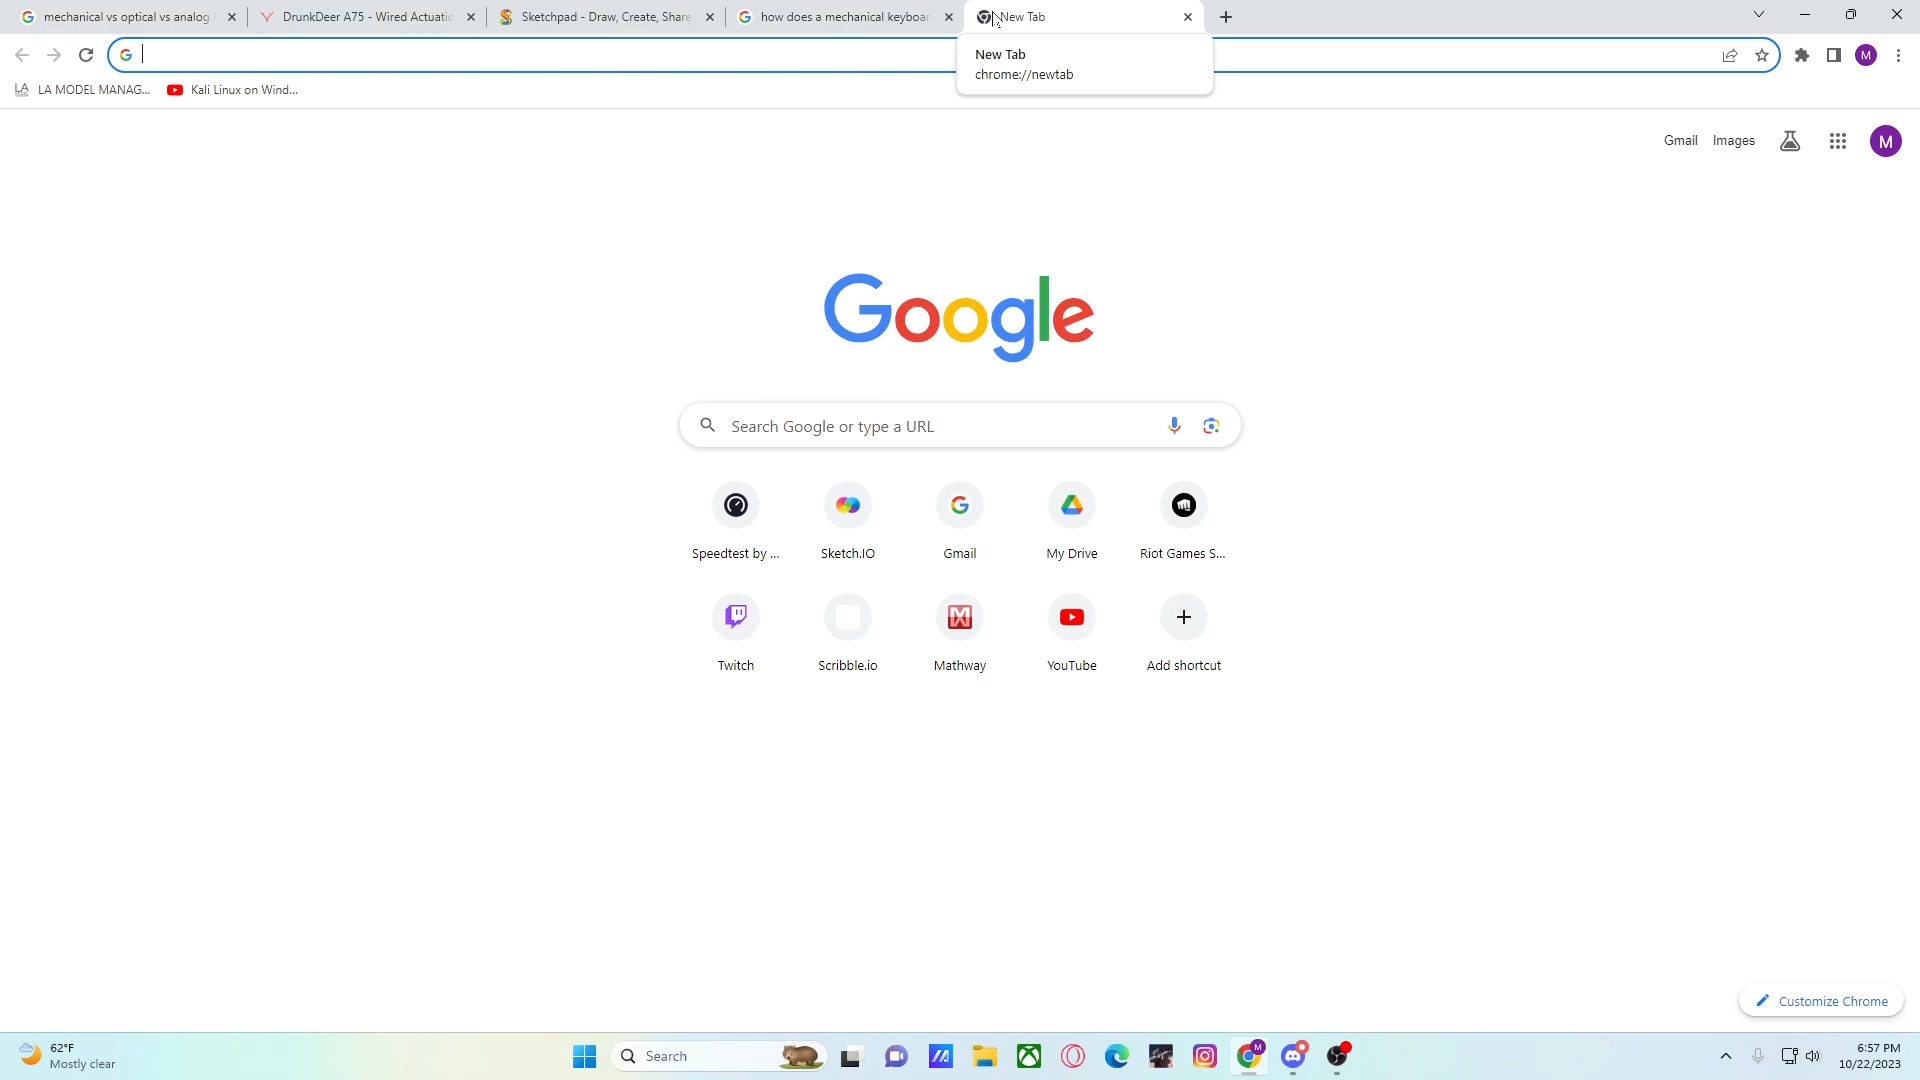 mechanical vs optical vs analog
DrunkDeer A75 - Wired Actuatio
Sketchpad - Draw, Create, Share
how does a mechanical keyboar
New Tab
New Tab
chrome://newtab
M
LA
LA MODEL MANAG...
Kali Linux on Wind...
Gmail
Images
M
Google
Search Google or type a URL
Speedtest by ...
Sketch.IO
Gmail
My Drive
Riot Games S...
Twitch
Scribble.io
Mathway
YouTube
Add shortcut
Customize Chrome
62°F
Mostly clear
Search
M
6:57 PM
10/22/2023